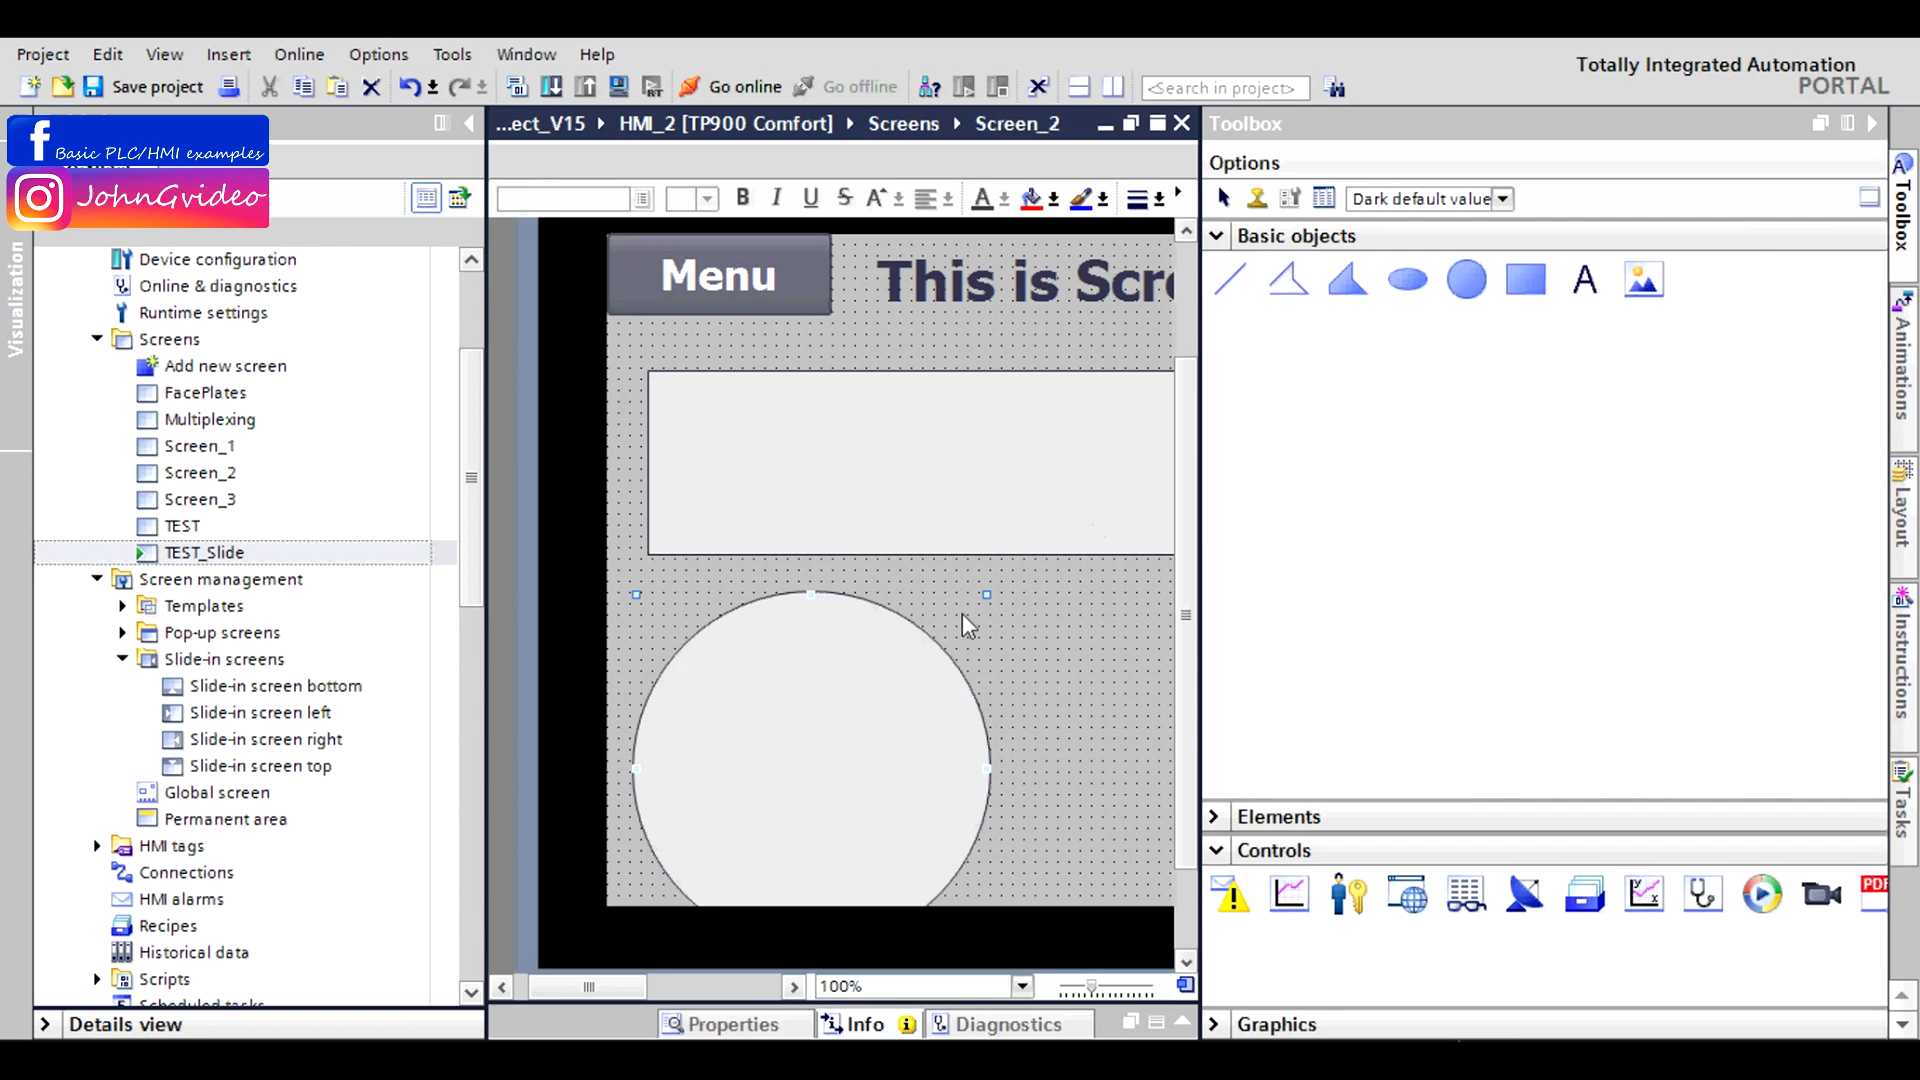 Project Edit View Insert Online Options Tools Window Help
Totally Integrated Automation
PORTAL
Save project
Go online
Go offline
<Search in project>
...ect_V15 HMI_2 [TP900 Comfort] Screens Screen_2
Toolbox
Basic PLC/HMI examples
JohnGvideo
Options
B I U S A A
Dark default value
Basic objects
A
Visualization
Device configuration
Online & diagnostics
Runtime settings
Screens
Add new screen
FacePlates
Multiplexing
Screen_1
Screen_2
Screen_3
TEST
TEST_Slide
Screen management
Templates
Pop-up screens
Slide-in screens
Slide-in screen bottom
Slide-in screen left
Slide-in screen right
Slide-in screen top
Global screen
Permanent area
HMI tags
Connections
HMI alarms
Recipes
Historical data
Scripts
Scheduled tasks
Details view
Menu
This is Scre
100%
Properties Info Diagnostics
Elements
Controls
PDF
Graphics
Toolbox
Animations
Layout
Instructions
Tasks